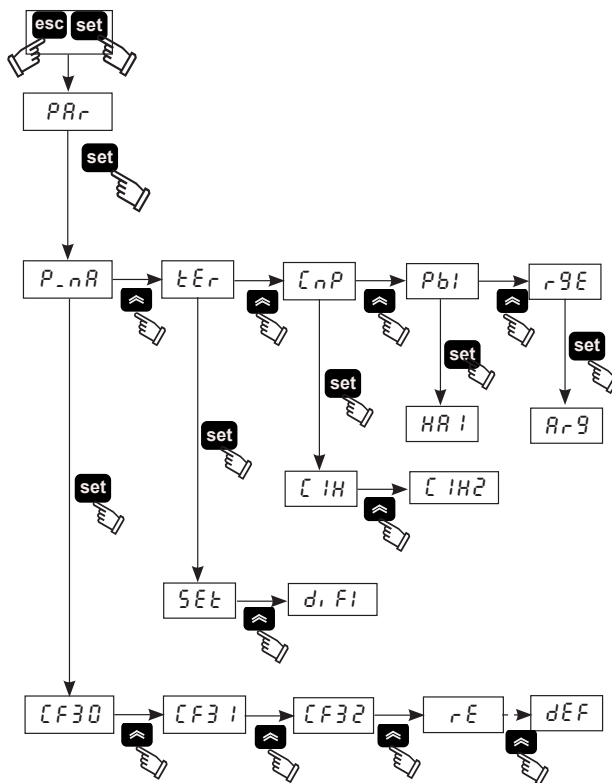 esc set
PAr
set
P_nA tEr CnP Pb1 rgE
set set
set
HA1 Arg
set
set
C1H C1H2
SEt diF1
CF30 CF31 CF32 rE dEF